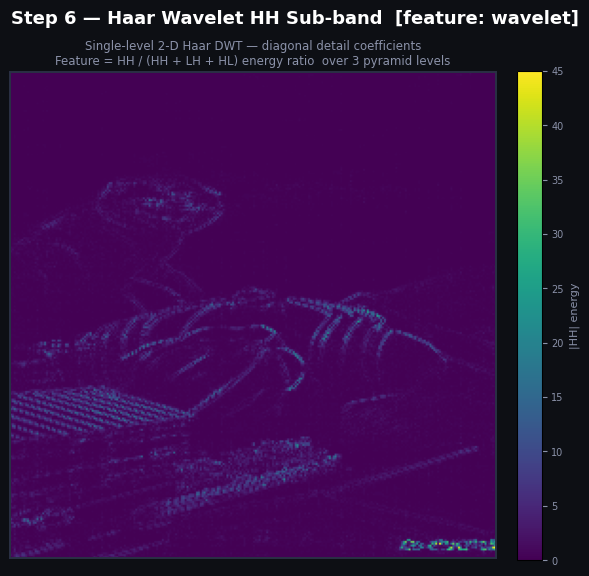 Step 6 — Haar Wavelet HH Sub-band  [feature: wavelet]
Single-level 2-D Haar DWT — diagonal detail coefficients
Feature = HH / (HH + LH + HL) energy ratio  over 3 pyramid levels
45
40
35
30
25
20
15
10
5
0
|HH| energy